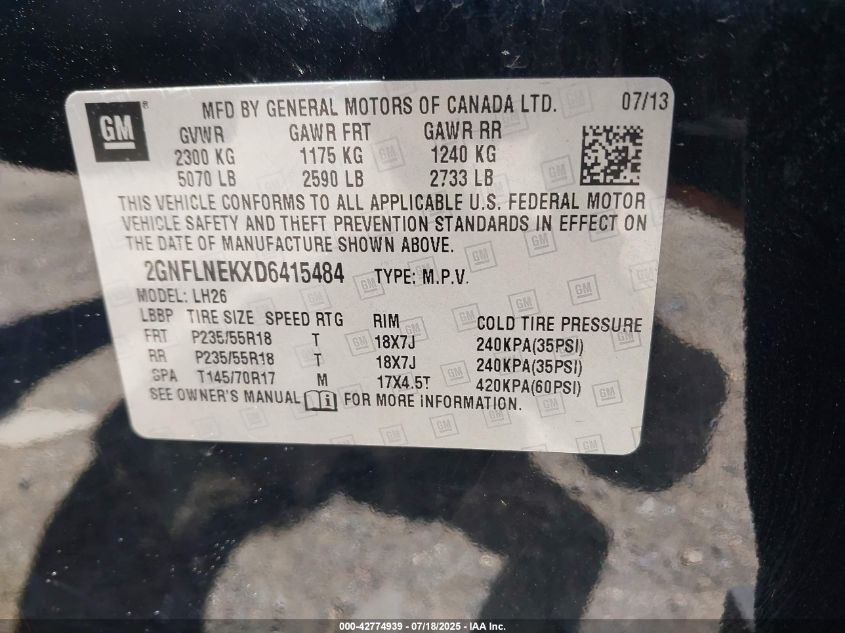 GM ® MFD BY GENERAL MOTORS OF CANADA LTD. 07/13
GVWR GAWR FRT GAWR RR
2300 KG 1175 KG 1240 KG
5070 LB 2590 LB 2733 LB
THIS VEHICLE CONFORMS TO ALL APPLICABLE U.S. FEDERAL MOTOR
VEHICLE SAFETY AND THEFT PREVENTION STANDARDS IN EFFECT ON
THE DATE OF MANUFACTURE SHOWN ABOVE.
2GNFLNEKXD6415484 TYPE: M.P.V.
MODEL: LH26
LBBP TIRE SIZE SPEED RTG RIM COLD TIRE PRESSURE
FRT P235/55R18 T 18X7J 240KPA(35PSI)
RR P235/55R18 T 18X7J 240KPA(35PSI)
SPA T145/70R17 M 17X4.5T 420KPA(60PSI)
SEE OWNER'S MANUAL i FOR MORE INFORMATION.
000-42774939 - 07/18/2025 - IAA Inc.